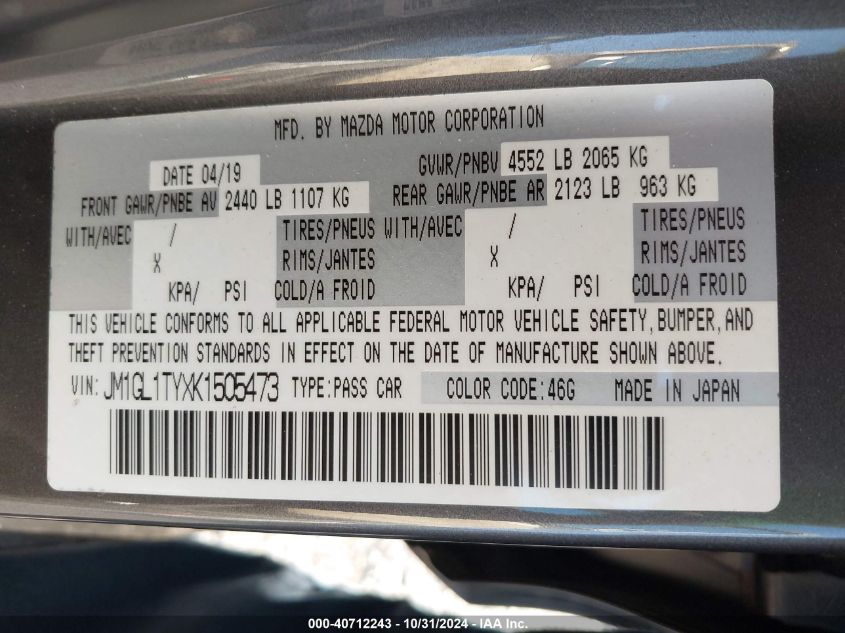 MFD. BY MAZDA MOTOR CORPORATION
DATE 04/19 GVWR/PNBV 4552 LB 2065 KG
FRONT GAWR/PNBE AV 2440 LB 1107 KG REAR GAWR/PNBE AR 2123 LB 963 KG
WITH/AVEC / TIRES/PNEUS WITH/AVEC / TIRES/PNEUS
X RIMS/JANTES X RIMS/JANTES
KPA/ PSI COLD/A FROID KPA/ PSI COLD/A FROID
THIS VEHICLE CONFORMS TO ALL APPLICABLE FEDERAL MOTOR VEHICLE SAFETY, BUMPER, AND
THEFT PREVENTION STANDARDS IN EFFECT ON THE DATE OF MANUFACTURE SHOWN ABOVE.
VIN: JM1GL1TYXK1505473 TYPE: PASS CAR COLOR CODE: 46G MADE IN JAPAN
000-40712243 - 10/31/2024 - IAA Inc.